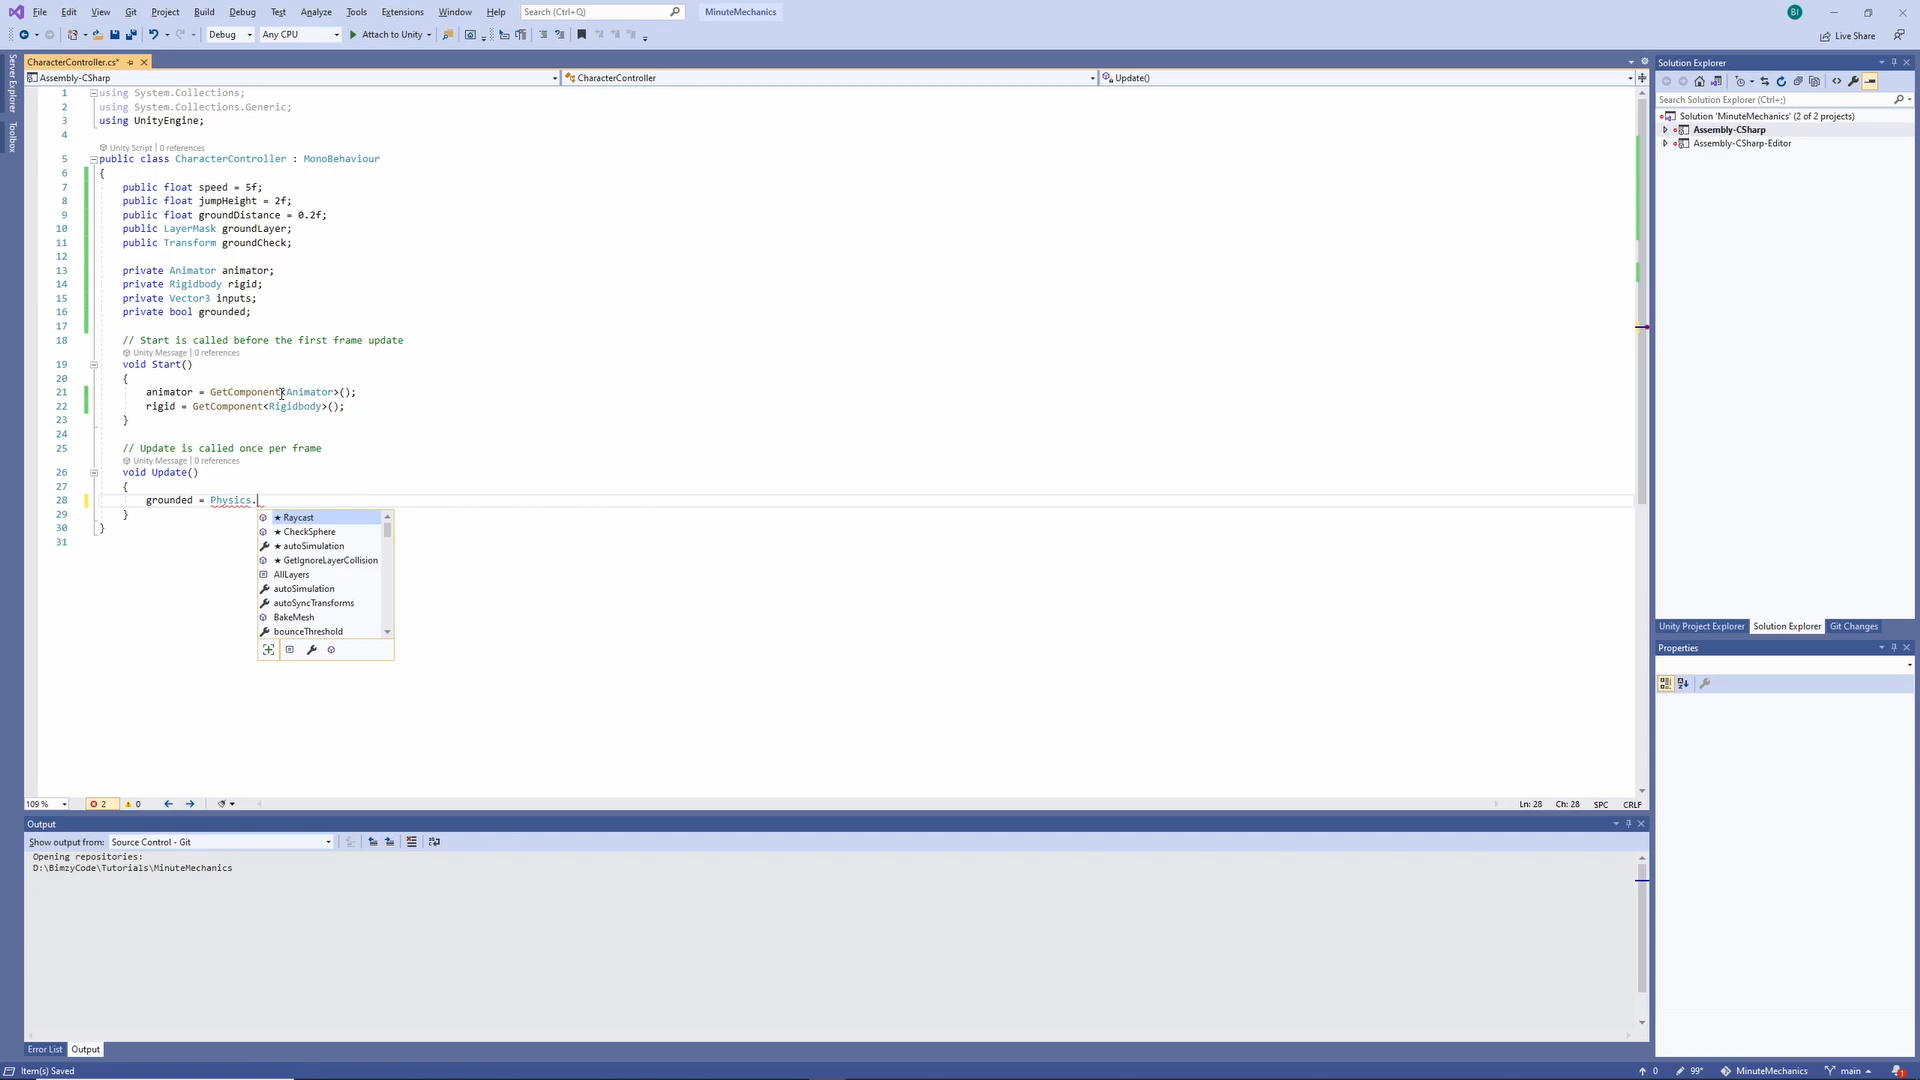 File Edit View Git Project Build Debug Test Analyze Tools Extensions Window Help Search (Ctrl+Q) MinuteMechanics BI
Debug Any CPU Attach to Unity Live Share
Server Explorer
Toolbox
CharacterController.cs*
Assembly-CSharp CharacterController Update()
1 using System.Collections;
2 using System.Collections.Generic;
3 using UnityEngine;
4
Unity Script | 0 references
5 public class CharacterController : MonoBehaviour
6 {
7 public float speed = 5f;
8 public float jumpHeight = 2f;
9 public float groundDistance = 0.2f;
10 public LayerMask groundLayer;
11 public Transform groundCheck;
12
13 private Animator animator;
14 private Rigidbody rigid;
15 private Vector3 inputs;
16 private bool grounded;
17
18 // Start is called before the first frame update
Unity Message | 0 references
19 void Start()
20 {
21 animator = GetComponent<Animator>();
22 rigid = GetComponent<Rigidbody>();
23 }
24
25 // Update is called once per frame
Unity Message | 0 references
26 void Update()
27 {
28 grounded = Physics.
29 }
30 }
31
★ Raycast
★ CheckSphere
★ autoSimulation
★ GetIgnoreLayerCollision
AllLayers
autoSimulation
autoSyncTransforms
BakeMesh
bounceThreshold
109 % 2 0 Ln: 28 Ch: 28 SPC CRLF
Output
Show output from: Source Control - Git
Opening repositories:
D:\BimzyCode\Tutorials\MinuteMechanics
Error List Output
Solution Explorer
Search Solution Explorer (Ctrl+;)
Solution 'MinuteMechanics' (2 of 2 projects)
Assembly-CSharp
Assembly-CSharp-Editor
Unity Project Explorer Solution Explorer Git Changes
Properties
Item(s) Saved 0 99* MinuteMechanics main 1